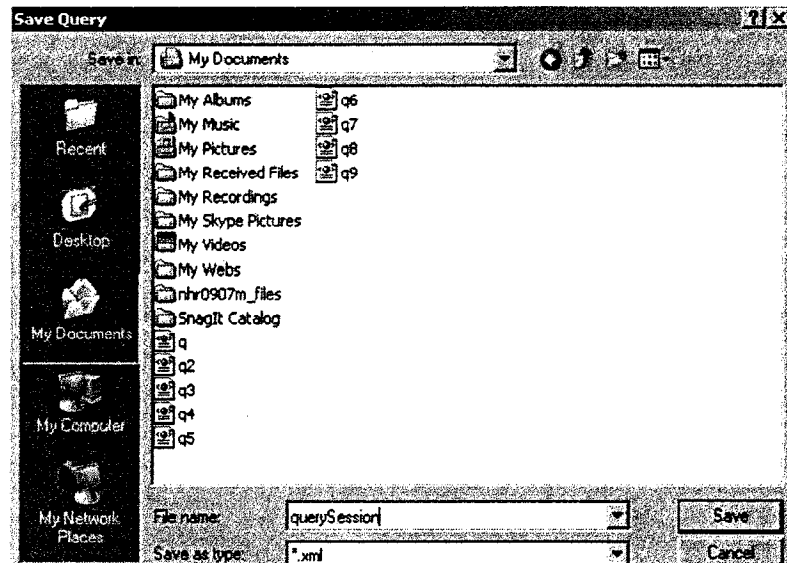 Save Query
Save in: My Documents
Recent
Desktop
My Documents
My Computer
My Network Places
My Albums
My Music
My Pictures
My Received Files
My Recordings
My Skype Pictures
My Videos
My Webs
nhr0907m_files
SnagIt Catalog
q
q2
q3
q4
q5
q6
q7
q8
q9
File name: querySession Save
Save as type: *.xml Cancel